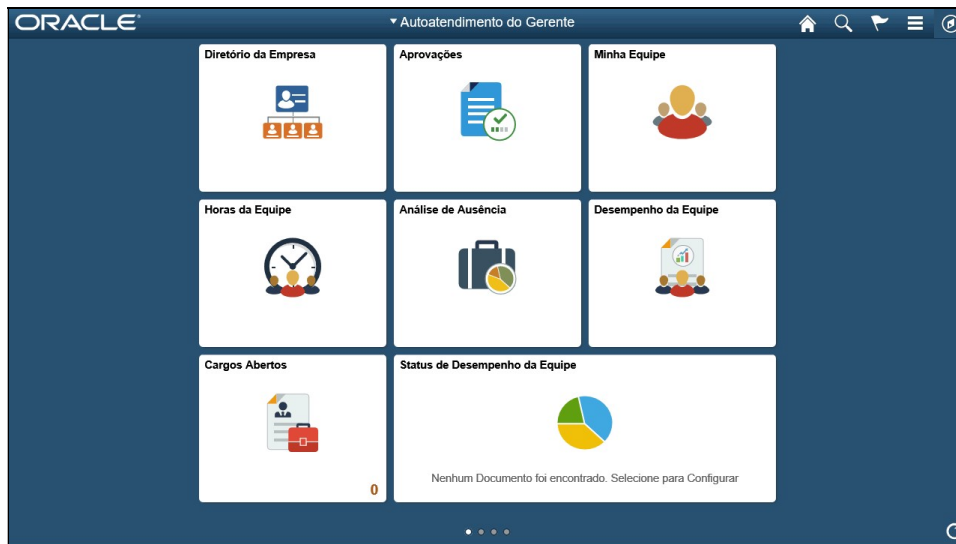 ORACLE
Autoatendimento do Gerente
Diretório da Empresa
Aprovações
Minha Equipe
Horas da Equipe
Análise de Ausência
Desempenho da Equipe
Cargos Abertos
0
Status de Desempenho da Equipe
Nenhum Documento foi encontrado. Selecione para Configurar